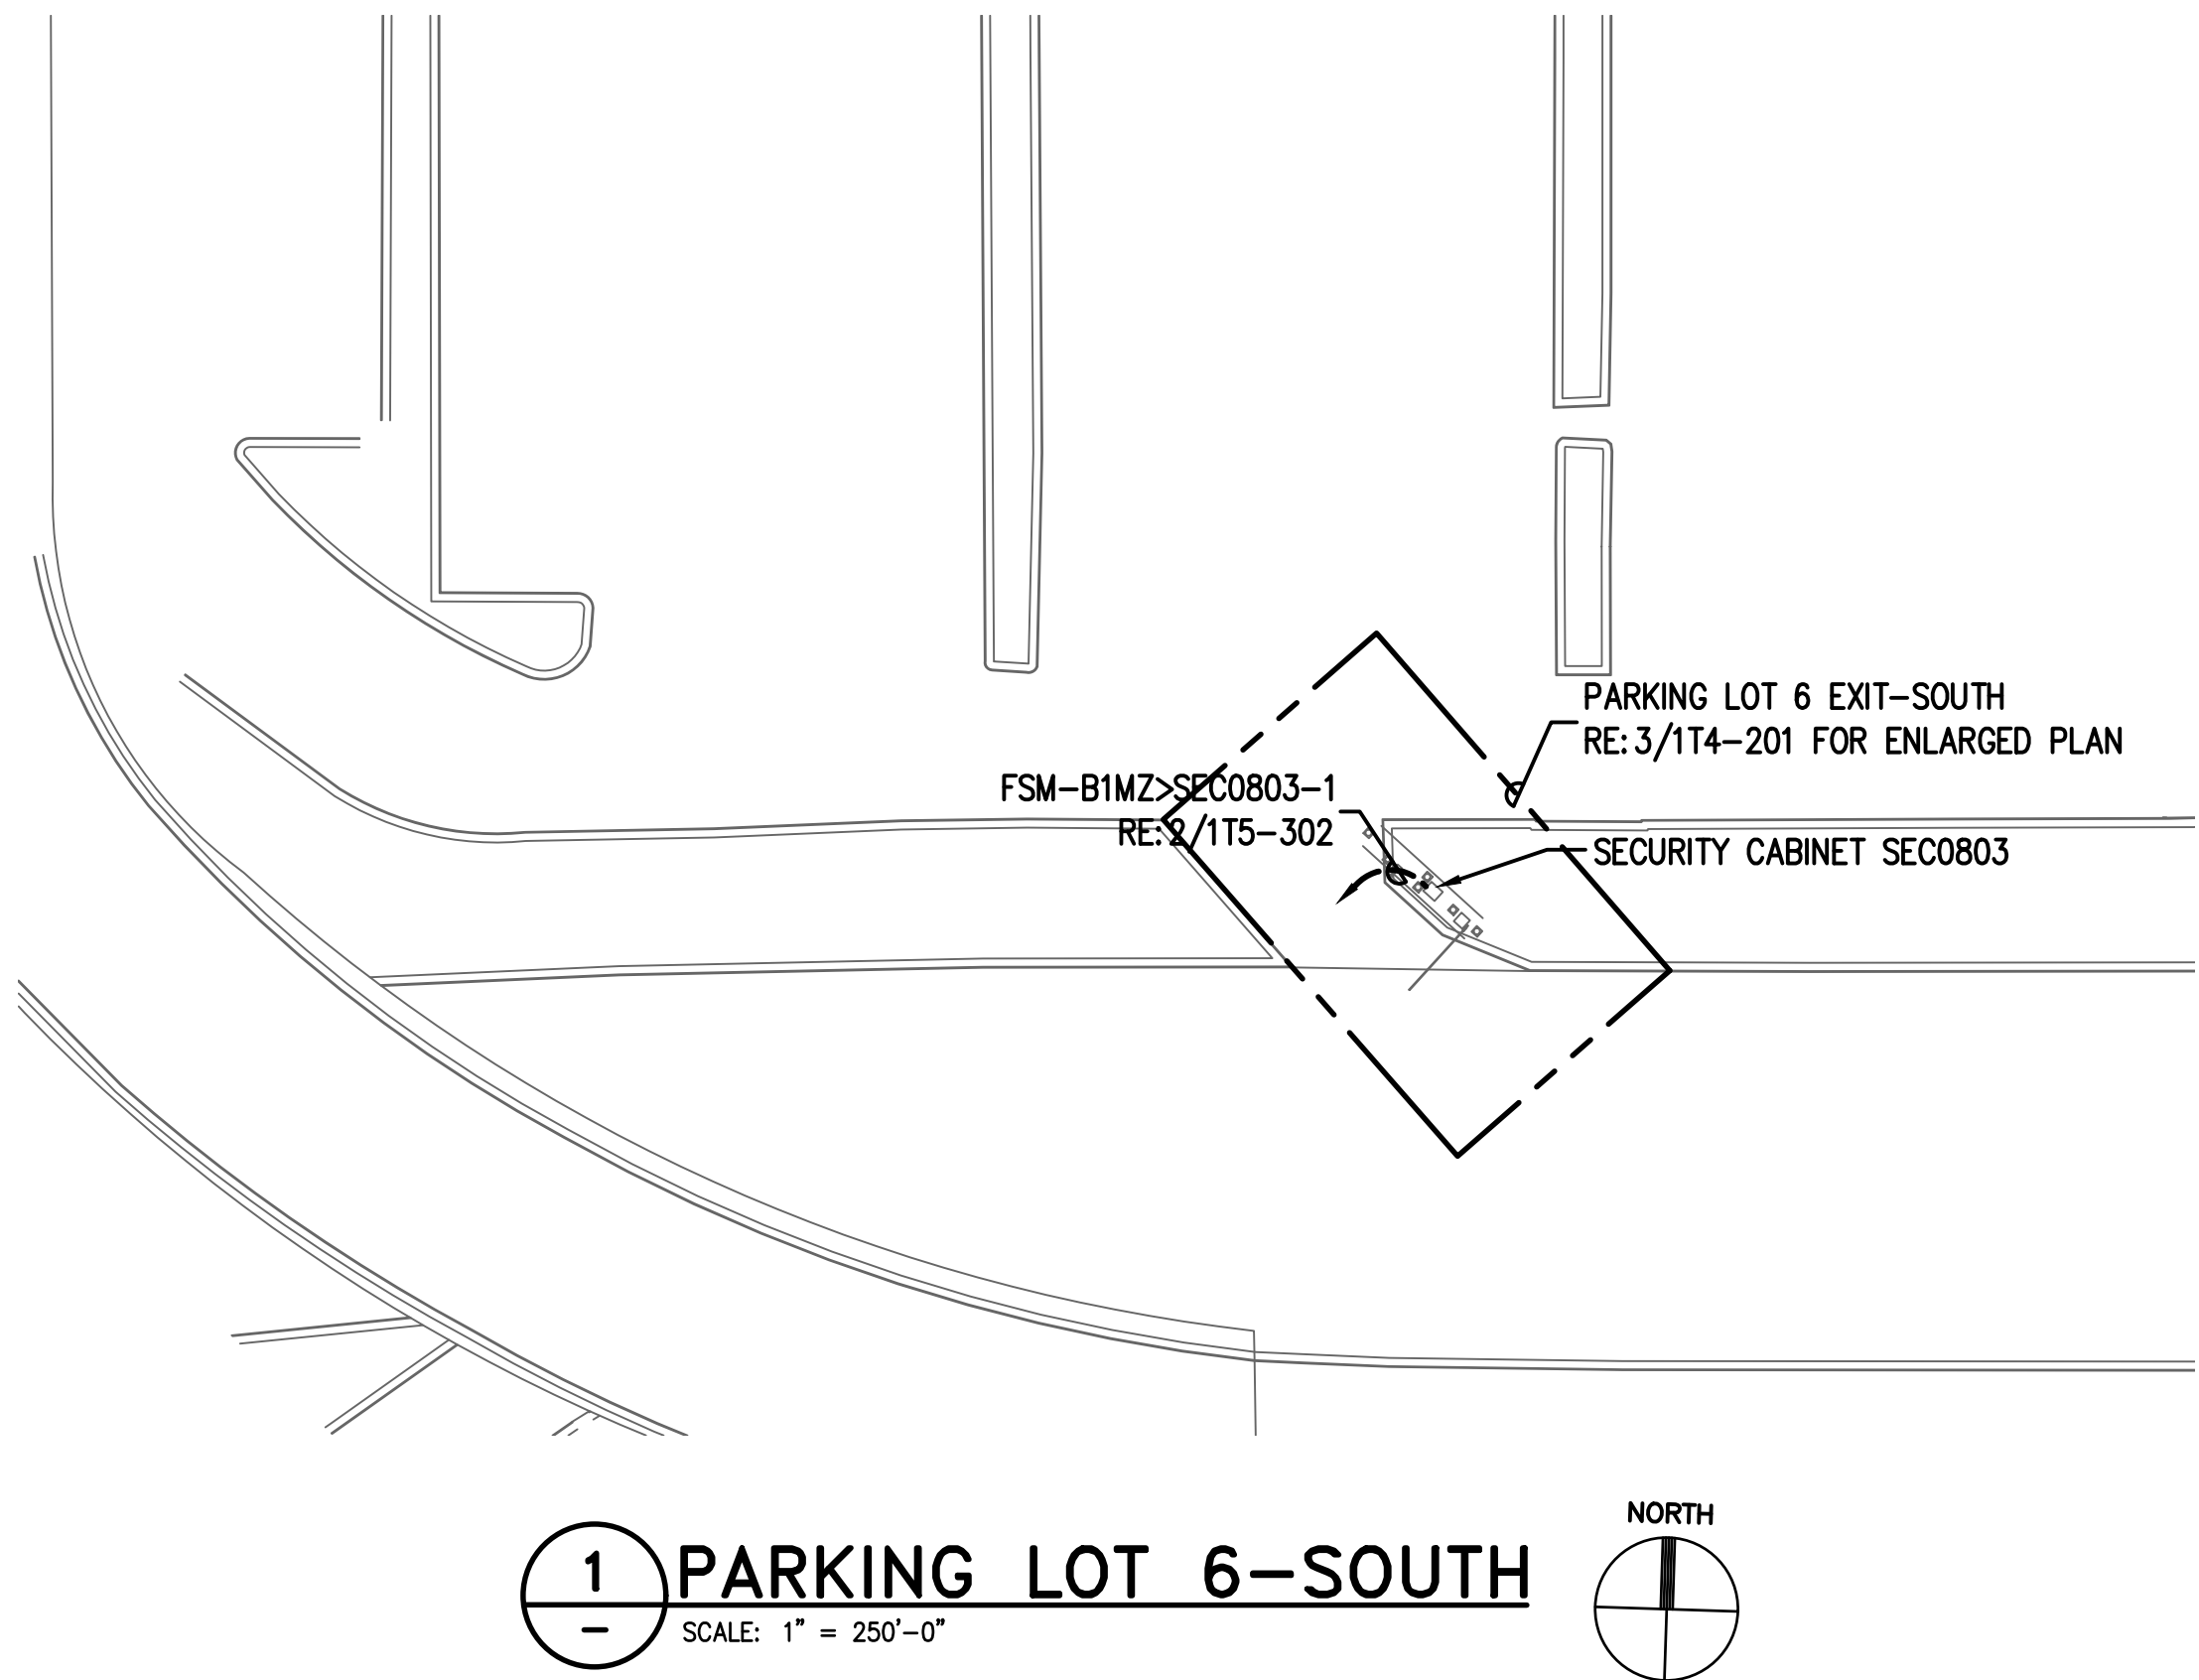 PARKING LOT 6 EXIT-SOUTH
RE: 3/1T4-201 FOR ENLARGED PLAN
FSM-B1MZ>SEC0803-1
RE: 2/1T5-302
SECURITY CABINET SEC0803
1
-
PARKING LOT 6-SOUTH
SCALE: 1" = 250'-0"
NORTH